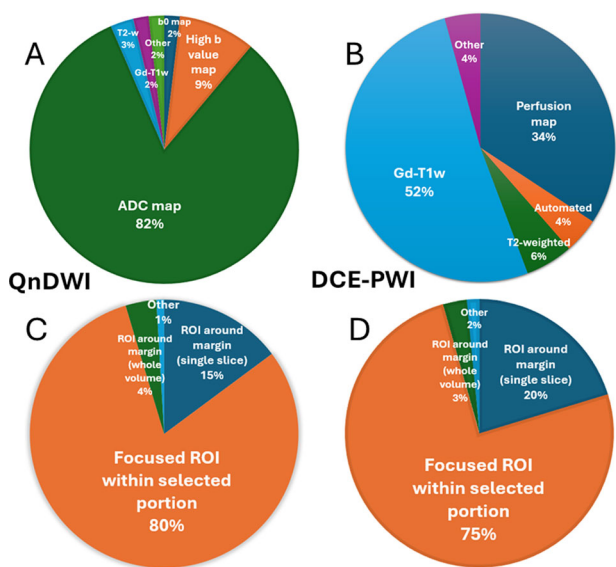 A
b0 map
2%
High b
value
map
9%
T2-w
3%
Other
2%
Gd-T1w
2%
ADC map
82%
B
Other
4%
Perfusion
map
34%
Gd-T1w
52%
Automated
4%
T2-weighted
6%
QnDWI
DCE-PWI
C
Other
1%
ROI around
margin
(single slice)
15%
ROI around
margin
(whole
volume)
4%
Focused ROI
within selected
portion
80%
D
Other
2%
ROI around
margin
(single slice)
20%
ROI around
margin
(whole
volume)
3%
Focused ROI
within selected
portion
75%